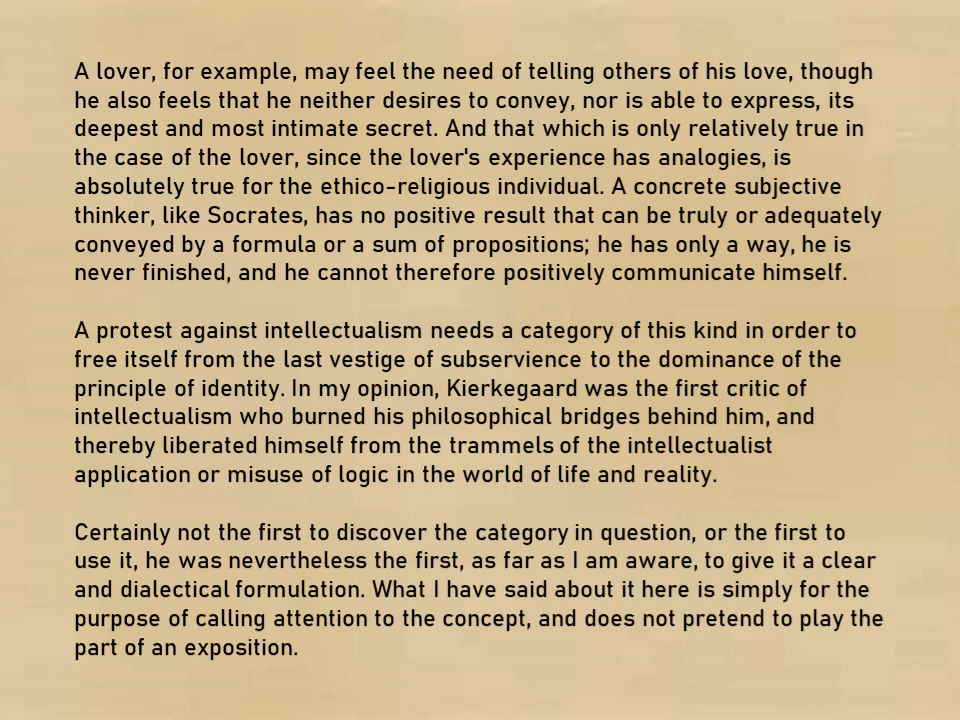 A lover, for example, may feel the need of telling others of his love, though
he also feels that he neither desires to convey, nor is able to express, its
deepest and most intimate secret. And that which is only relatively true in
the case of the lover, since the lover's experience has analogies, is
absolutely true for the ethico-religious individual. A concrete subjective
thinker, like Socrates, has no positive result that can be truly or adequately
conveyed by a formula or a sum of propositions; he has only a way, he is
never finished, and he cannot therefore positively communicate himself.

A protest against intellectualism needs a category of this kind in order to
free itself from the last vestige of subservience to the dominance of the
principle of identity. In my opinion, Kierkegaard was the first critic of
intellectualism who burned his philosophical bridges behind him, and
thereby liberated himself from the trammels of the intellectualist
application or misuse of logic in the world of life and reality.

Certainly not the first to discover the category in question, or the first to
use it, he was nevertheless the first, as far as I am aware, to give it a clear
and dialectical formulation. What I have said about it here is simply for the
purpose of calling attention to the concept, and does not pretend to play the
part of an exposition.